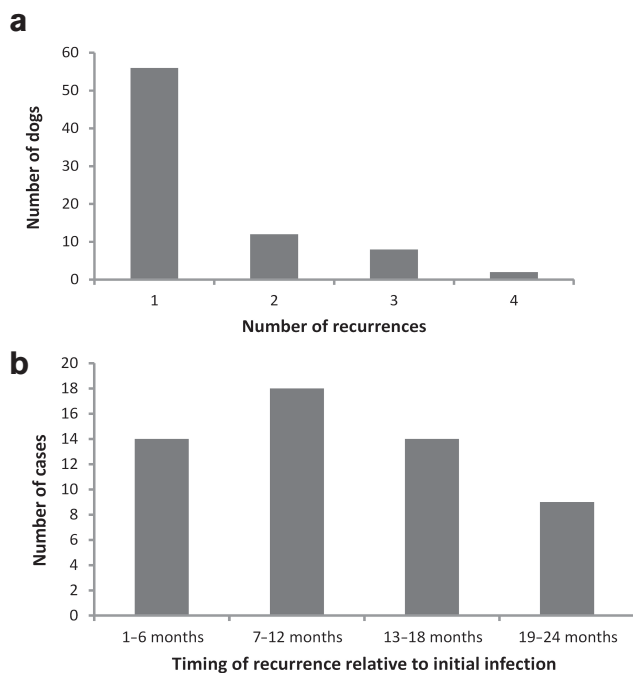 a
60
50
40
30
20
10
0
Number of dogs
1 2 3 4
Number of recurrences
b
20
18
16
14
12
10
8
6
4
2
0
Number of cases
1–6 months 7–12 months 13–18 months 19–24 months
Timing of recurrence relative to initial infection